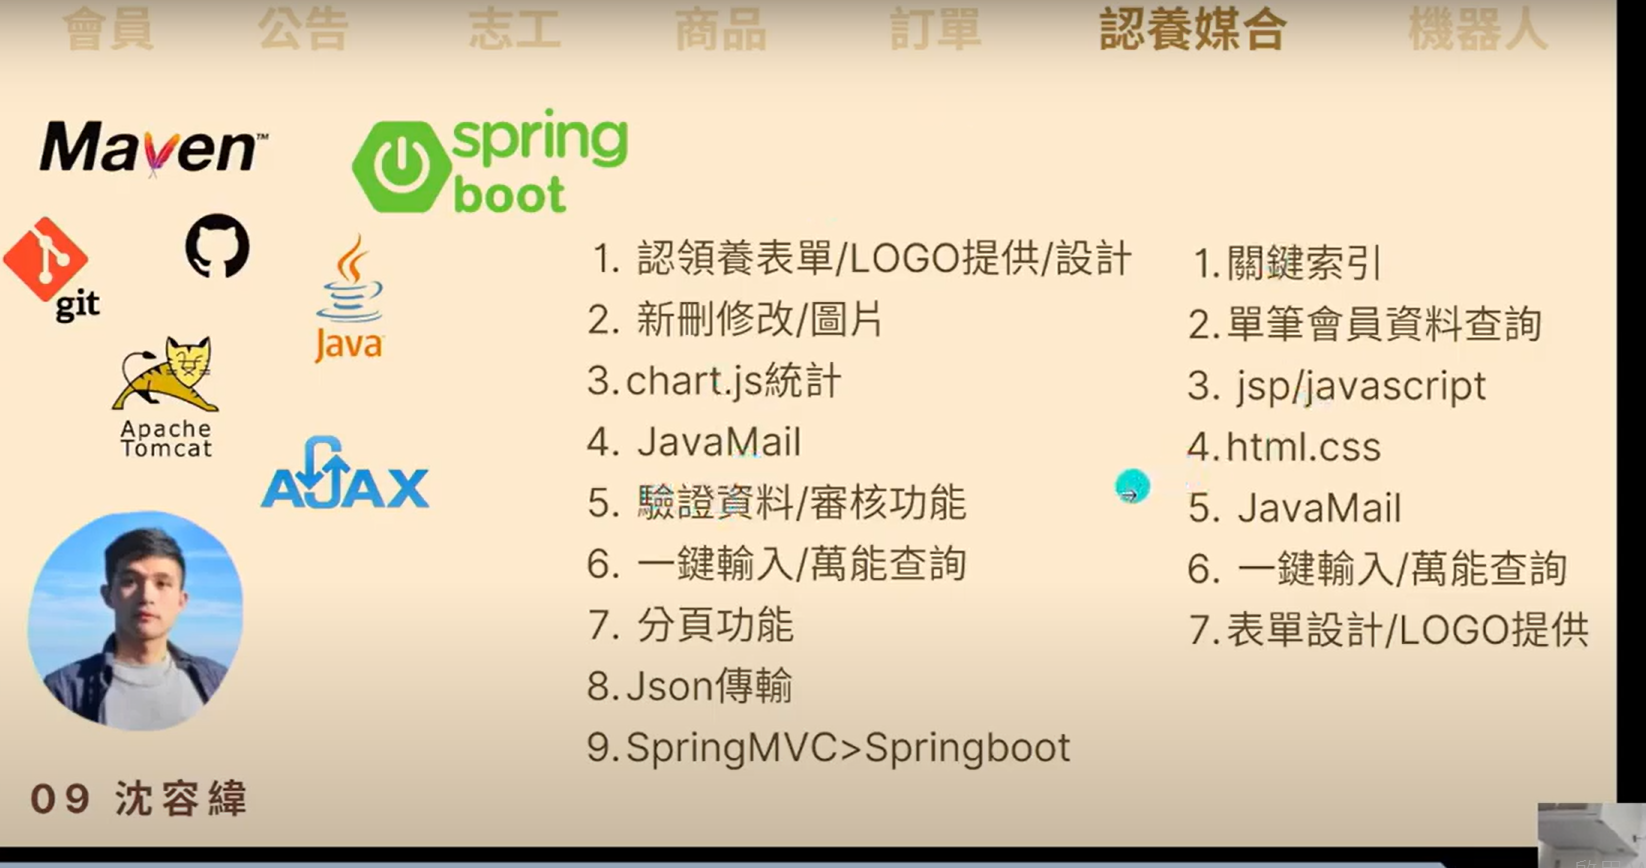 會員 公告 志工 商品 訂單 認養媒合 機器人
Maven™
spring
boot
git
Java
Apache
Tomcat
AJAX
09 沈容緯
1. 認領養表單/LOGO提供/設計
2. 新刪修改/圖片
3.chart.js統計
4. JavaMail
5. 驗證資料/審核功能
6. 一鍵輸入/萬能查詢
7. 分頁功能
8.Json傳輸
9.SpringMVC>Springboot
1.關鍵索引
2.單筆會員資料查詢
3. jsp/javascript
4.html.css
5. JavaMail
6. 一鍵輸入/萬能查詢
7.表單設計/LOGO提供